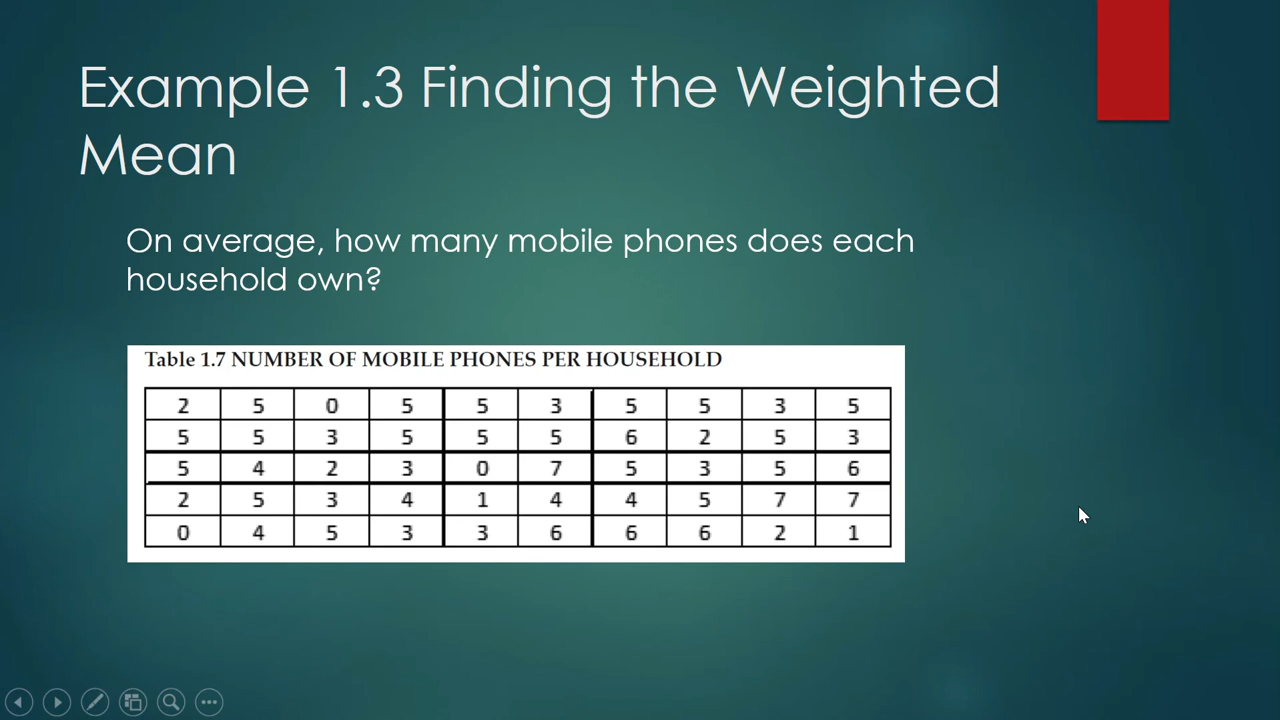 Example 1.3 Finding the Weighted
Mean
On average, how many mobile phones does each
household own?
Table 1.7 NUMBER OF MOBILE PHONES PER HOUSEHOLD
2 5 0 5 5 3 5 5 3 5
5 5 3 5 5 5 6 2 5 3
5 4 2 3 0 7 5 3 5 6
2 5 3 4 1 4 4 5 7 7
0 4 5 3 3 6 6 6 2 1